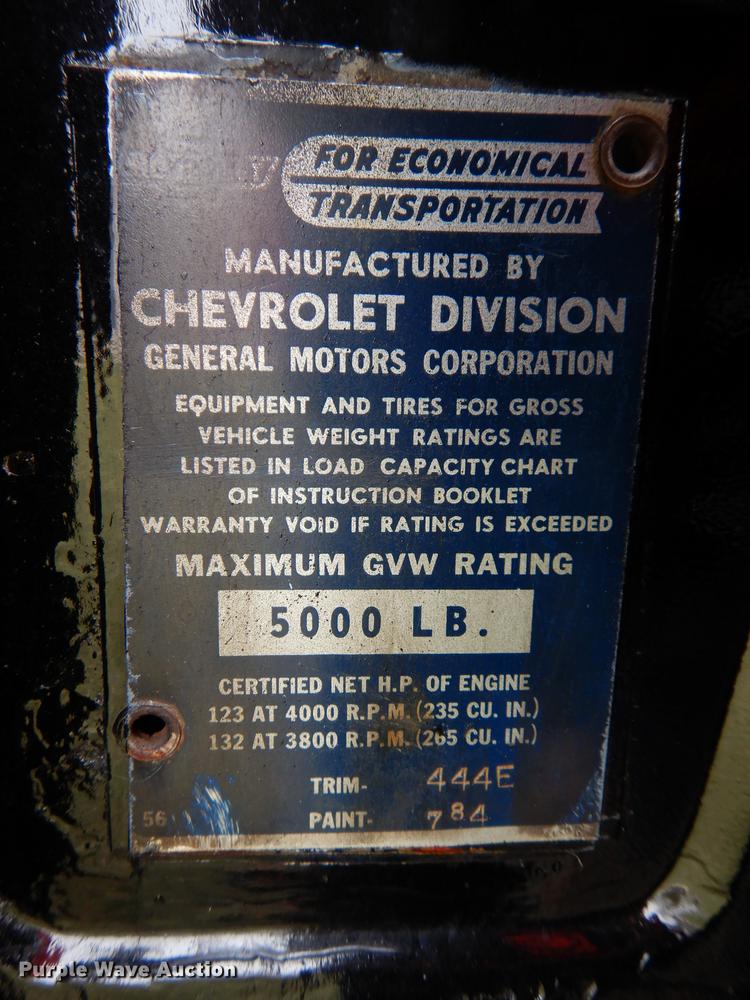 FOR ECONOMICAL
TRANSPORTATION
MANUFACTURED BY
CHEVROLET DIVISION
GENERAL MOTORS CORPORATION
EQUIPMENT AND TIRES FOR GROSS
VEHICLE WEIGHT RATINGS ARE
LISTED IN LOAD CAPACITY CHART
OF INSTRUCTION BOOKLET
WARRANTY VOID IF RATING IS EXCEEDED
MAXIMUM GVW RATING
5000 LB.
CERTIFIED NET H.P. OF ENGINE
123 AT 4000 R.P.M. (235 CU. IN.)
132 AT 3800 R.P.M. (265 CU. IN.)
TRIM- 444E
56 PAINT- 784
Purple Wave Auction